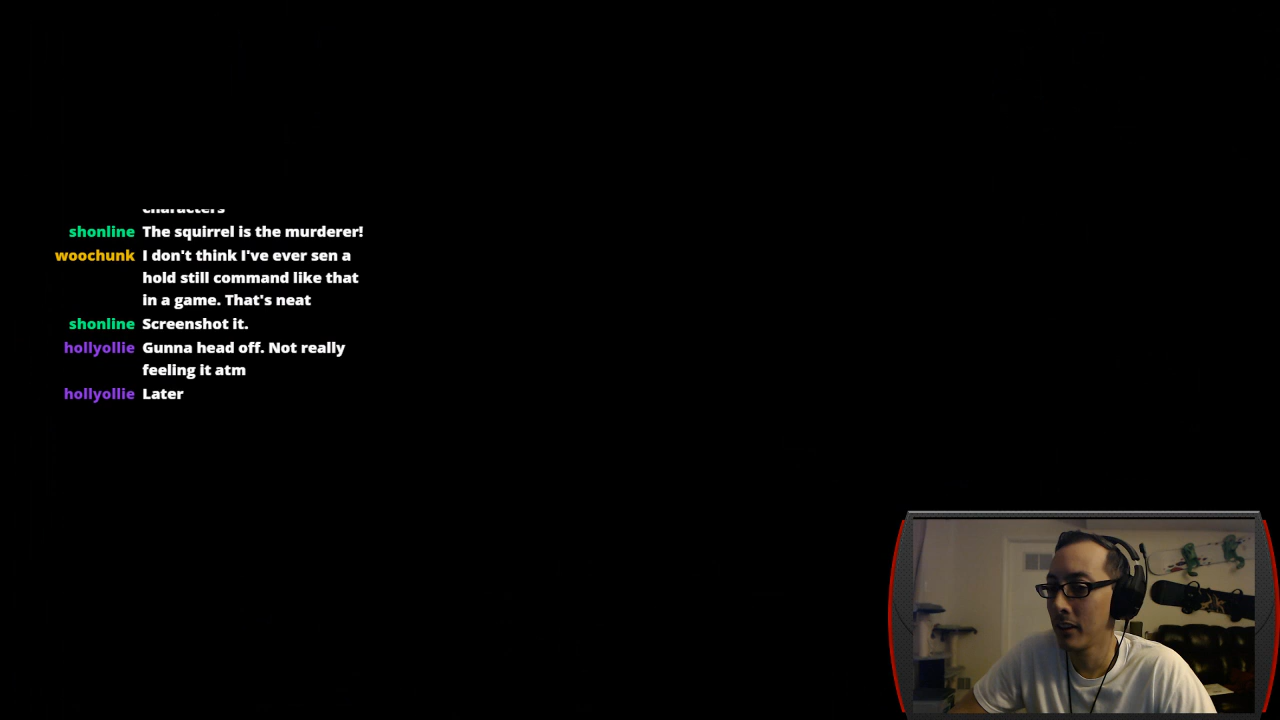 characters
shonline The squirrel is the murderer!
woochunk I don't think I've ever sen a
hold still command like that
in a game. That's neat
shonline Screenshot it.
hollyollie Gunna head off. Not really
feeling it atm
hollyollie Later